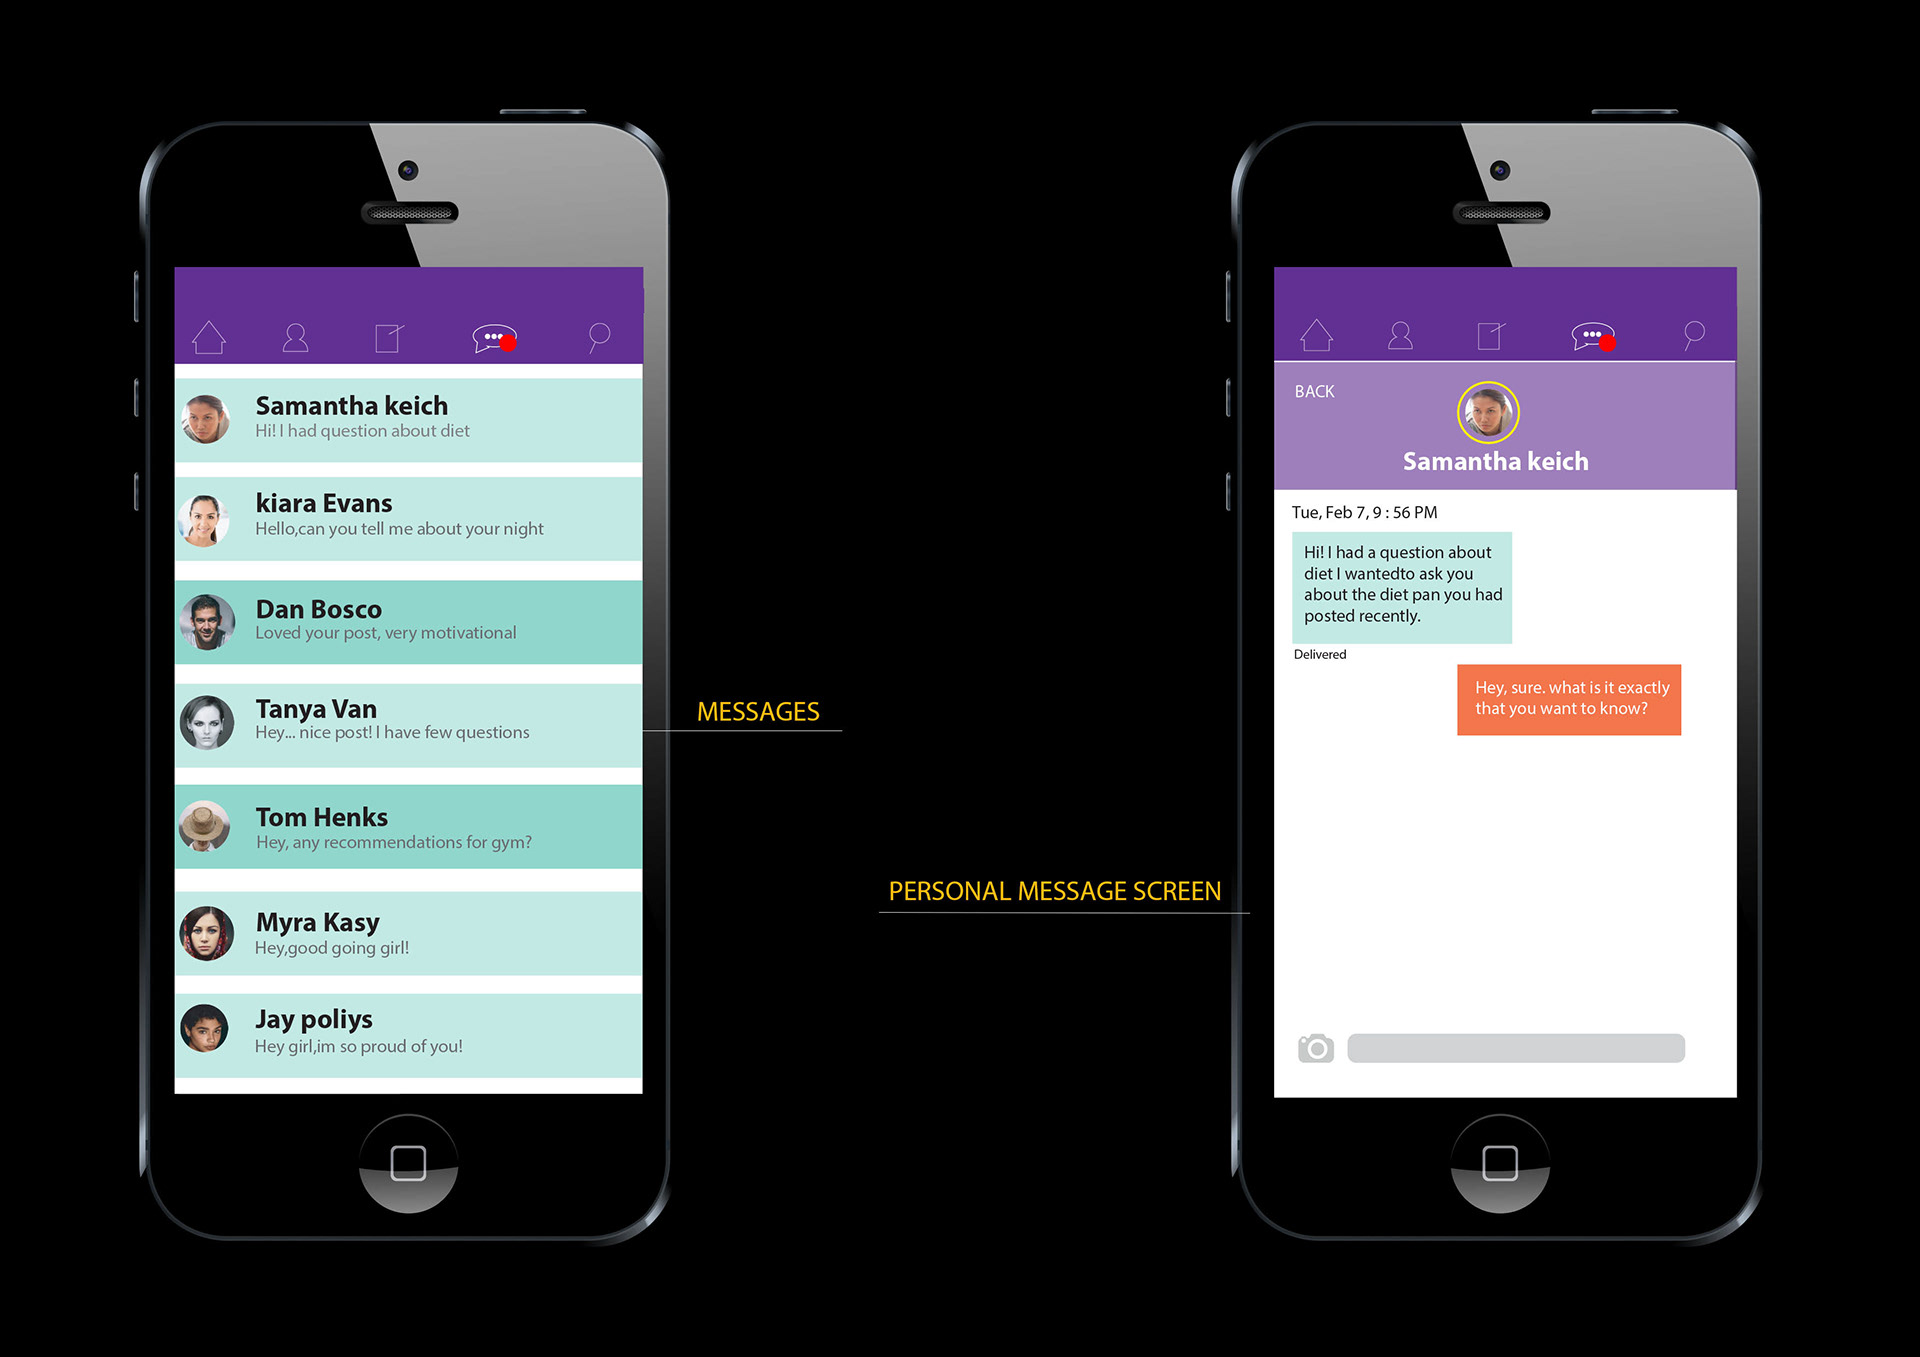 Samantha keich
Hi! I had question about diet
kiara Evans
Hello,can you tell me about your night
Dan Bosco
Loved your post, very motivational
Tanya Van
Hey... nice post! I have few questions
Tom Henks
Hey, any recommendations for gym?
Myra Kasy
Hey,good going girl!
Jay poliys
Hey girl,im so proud of you!
MESSAGES
PERSONAL MESSAGE SCREEN
BACK
Samantha keich
Tue, Feb 7, 9 : 56 PM
Hi! I had a question about
diet I wantedto ask you
about the diet pan you had
posted recently.
Delivered
Hey, sure. what is it exactly
that you want to know?